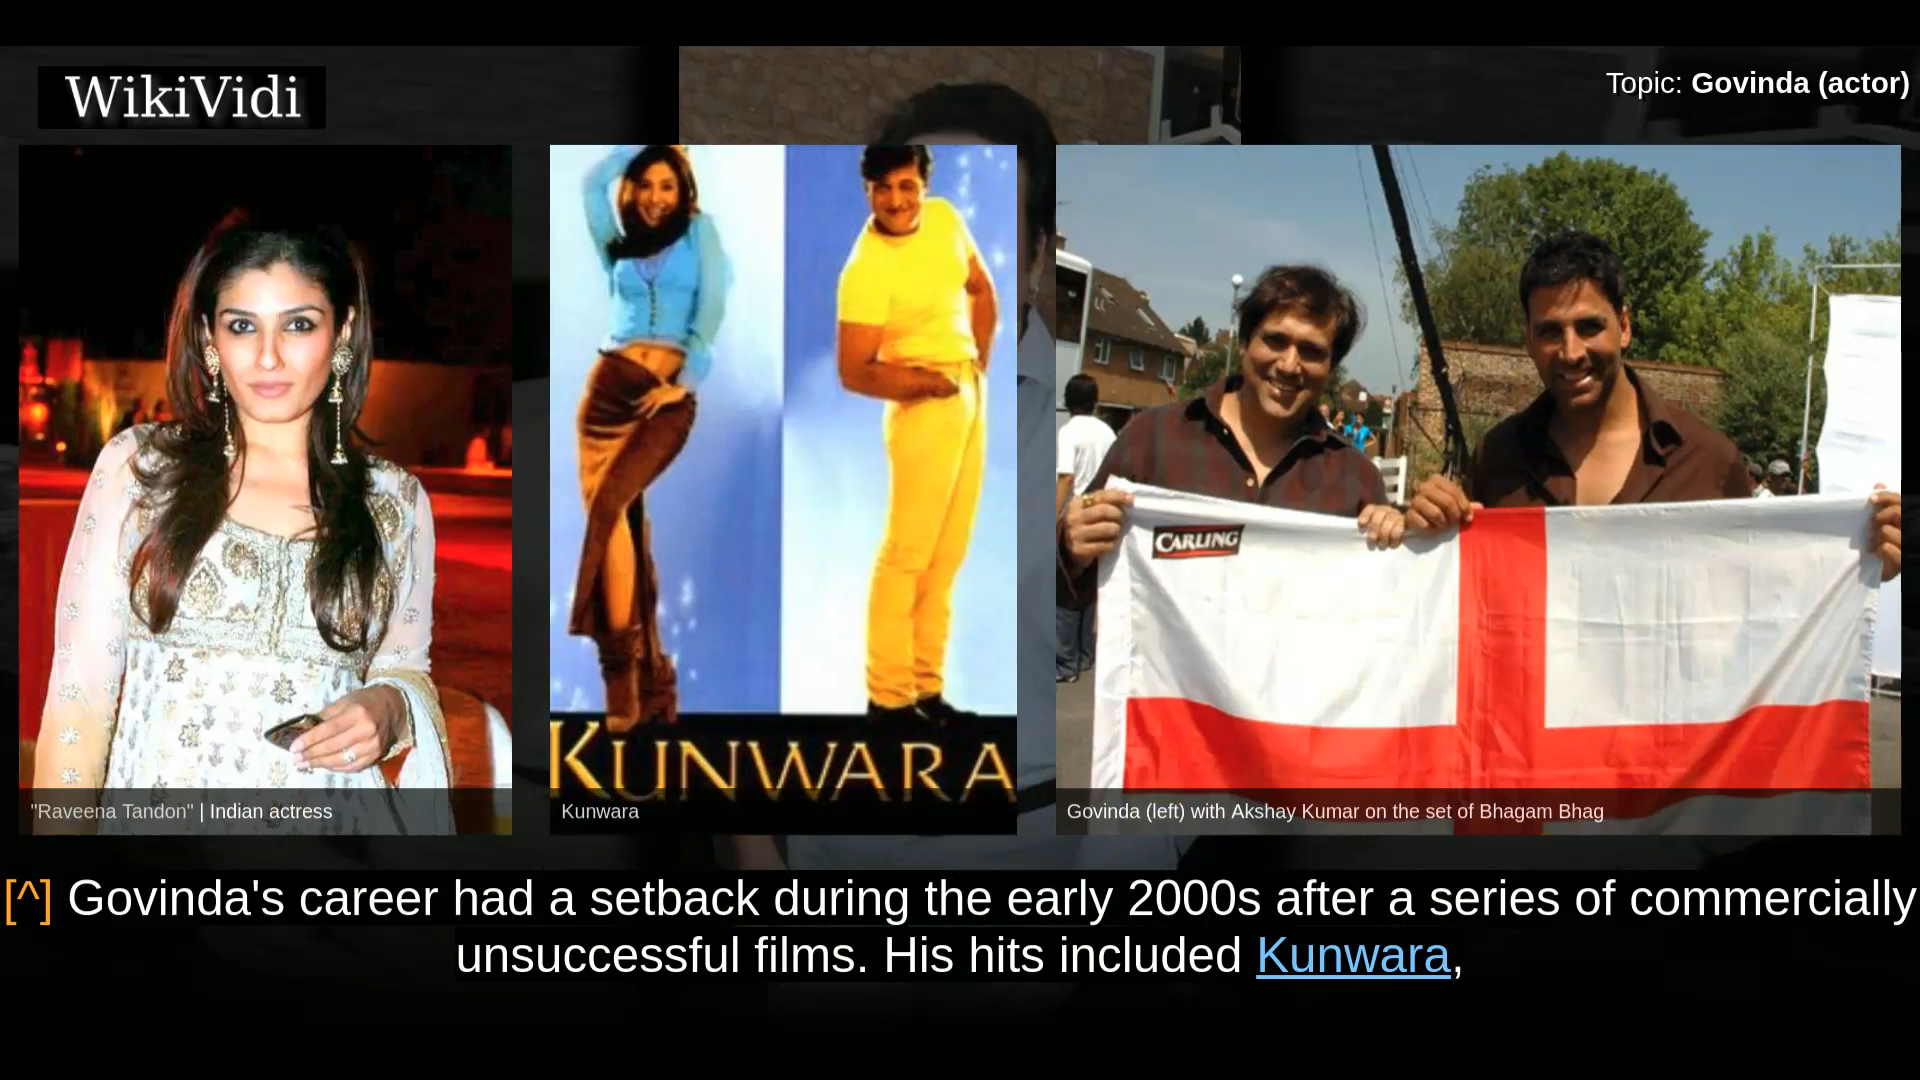 WikiVidi
Topic: Govinda (actor)
CARLING
KUNWARA
"Raveena Tandon" | Indian actress
Kunwara
Govinda (left) with Akshay Kumar on the set of Bhagam Bhag
[^] Govinda's career had a setback during the early 2000s after a series of commercially
unsuccessful films. His hits included Kunwara,